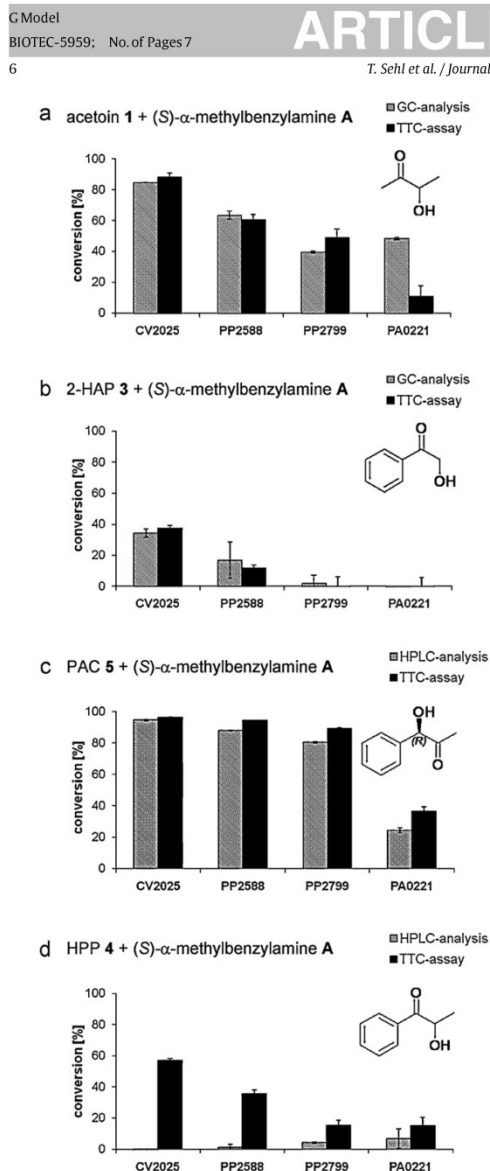 G Model
BIOTEC-5959; No. of Pages 7
ARTICL
6
T. Sehl et al. / Journal
a acetoin 1 + (S)-α-methylbenzylamine A
GC-analysis
TTC-assay
O
OH
conversion [%]
100
80
60
40
20
0
CV2025 PP2588 PP2799 PA0221
b 2-HAP 3 + (S)-α-methylbenzylamine A
GC-analysis
TTC-assay
O
OH
conversion [%]
100
80
60
40
20
0
CV2025 PP2588 PP2799 PA0221
c PAC 5 + (S)-α-methylbenzylamine A
HPLC-analysis
TTC-assay
OH
(R)
O
conversion [%]
100
80
60
40
20
0
CV2025 PP2588 PP2799 PA0221
d HPP 4 + (S)-α-methylbenzylamine A
HPLC-analysis
TTC-assay
O
OH
conversion [%]
100
80
60
40
20
0
CV2025 PP2588 PP2799 PA0221